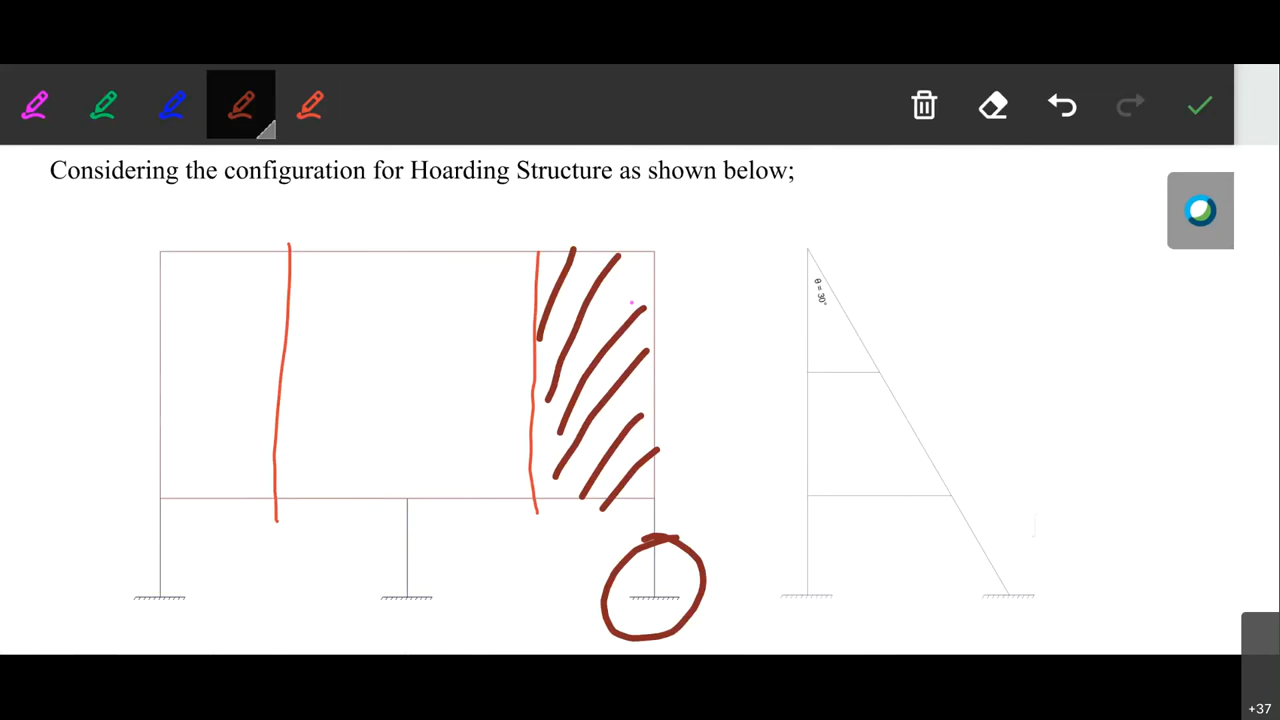 Considering the configuration for Hoarding Structure as shown below;
θ = 30°
+37